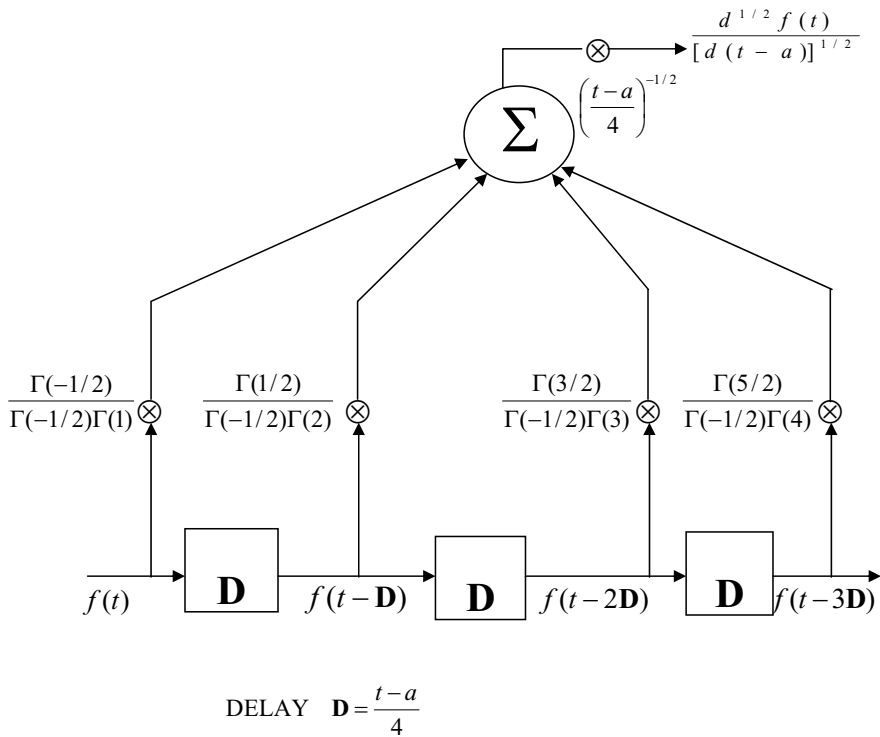 d^{1/2} f(t) / [d(t − a)]^{1/2}
((t−a)/4)^{−1/2}
Σ
Γ(−1/2) / Γ(−1/2)Γ(1)
Γ(1/2) / Γ(−1/2)Γ(2)
Γ(3/2) / Γ(−1/2)Γ(3)
Γ(5/2) / Γ(−1/2)Γ(4)
D
D
D
f(t)
f(t−D)
f(t−2D)
f(t−3D)
DELAY D = (t−a)/4